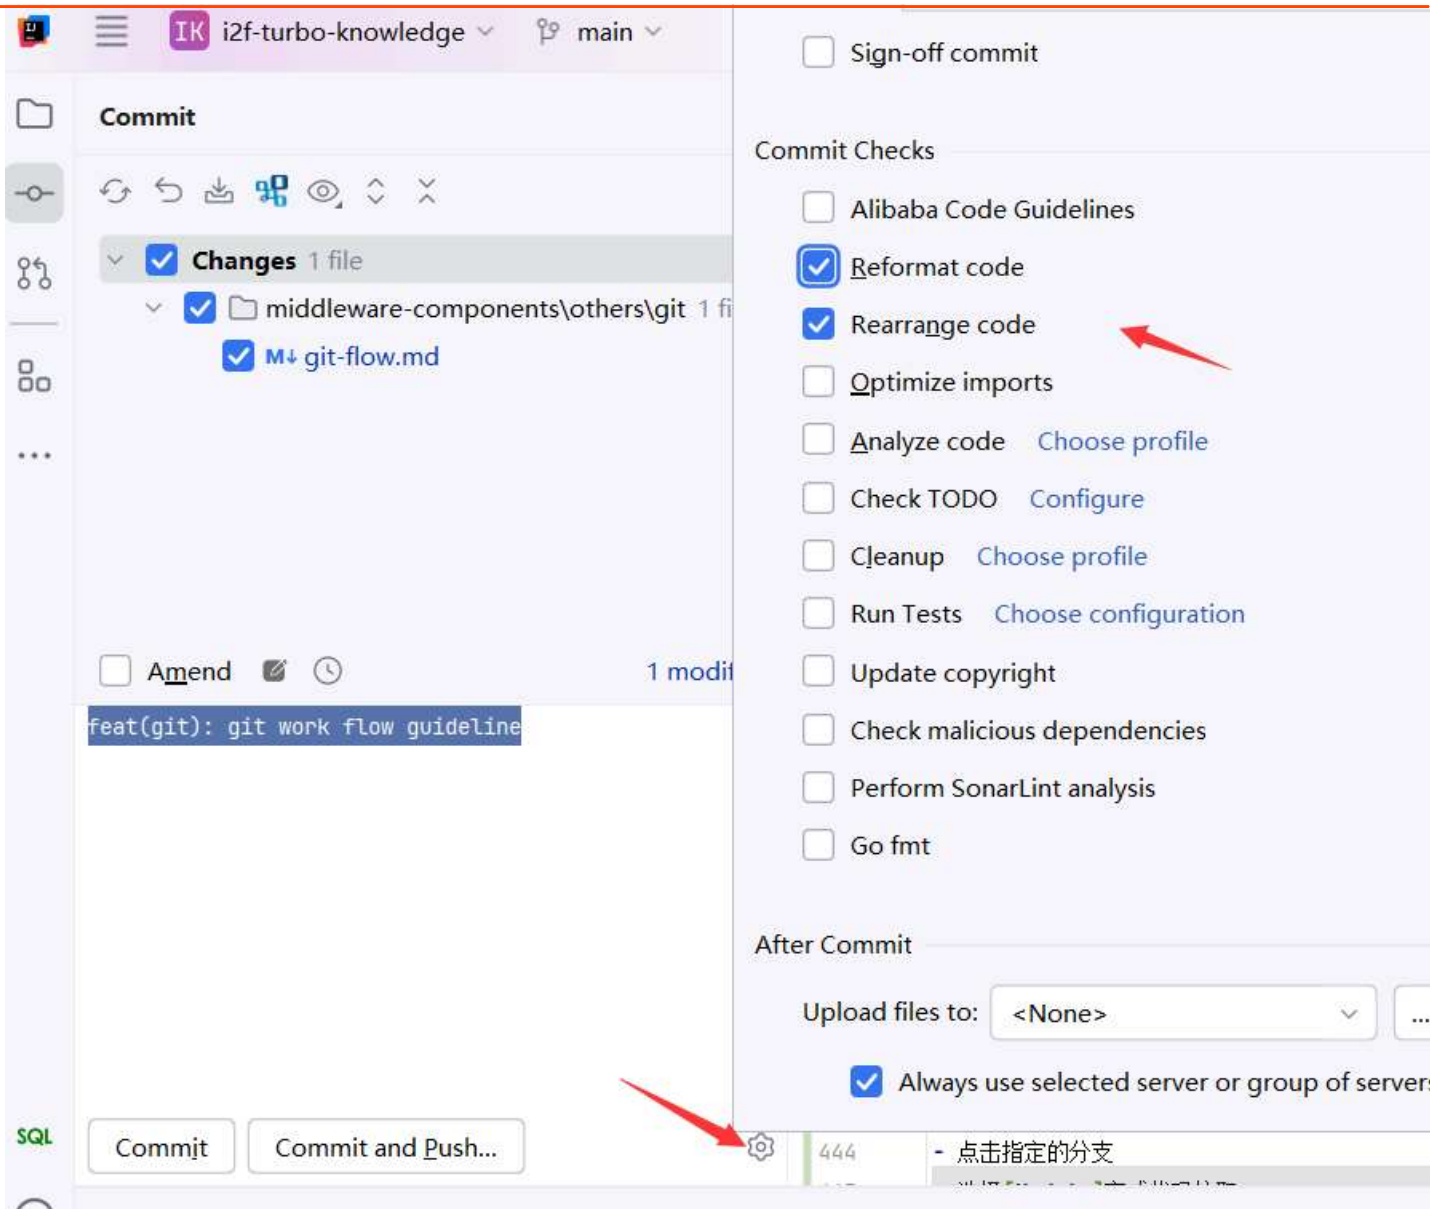 IJ
IK i2f-turbo-knowledge
main
Commit
Changes 1 file
middleware-components\others\git 1 fi
M↓ git-flow.md
Amend
1 modif
feat(git): git work flow guideline
Commit
Commit and Push...
SQL
Sign-off commit
Commit Checks
Alibaba Code Guidelines
Reformat code
Rearrange code
Optimize imports
Analyze code Choose profile
Check TODO Configure
Cleanup Choose profile
Run Tests Choose configuration
Update copyright
Check malicious dependencies
Perform SonarLint analysis
Go fmt
After Commit
Upload files to: <None> ...
Always use selected server or group of servers
444 - 点击指定的分支